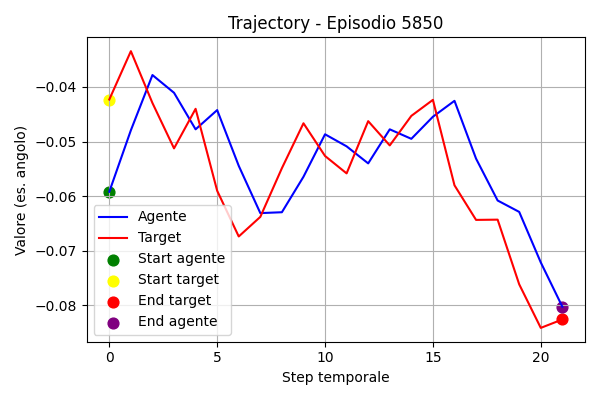 Trajectory - Episodio 5850
Valore (es. angolo)
−0.04
−0.05
−0.06
−0.07
−0.08
Agente
Target
Start agente
Start target
End target
End agente
0 5 10 15 20
Step temporale